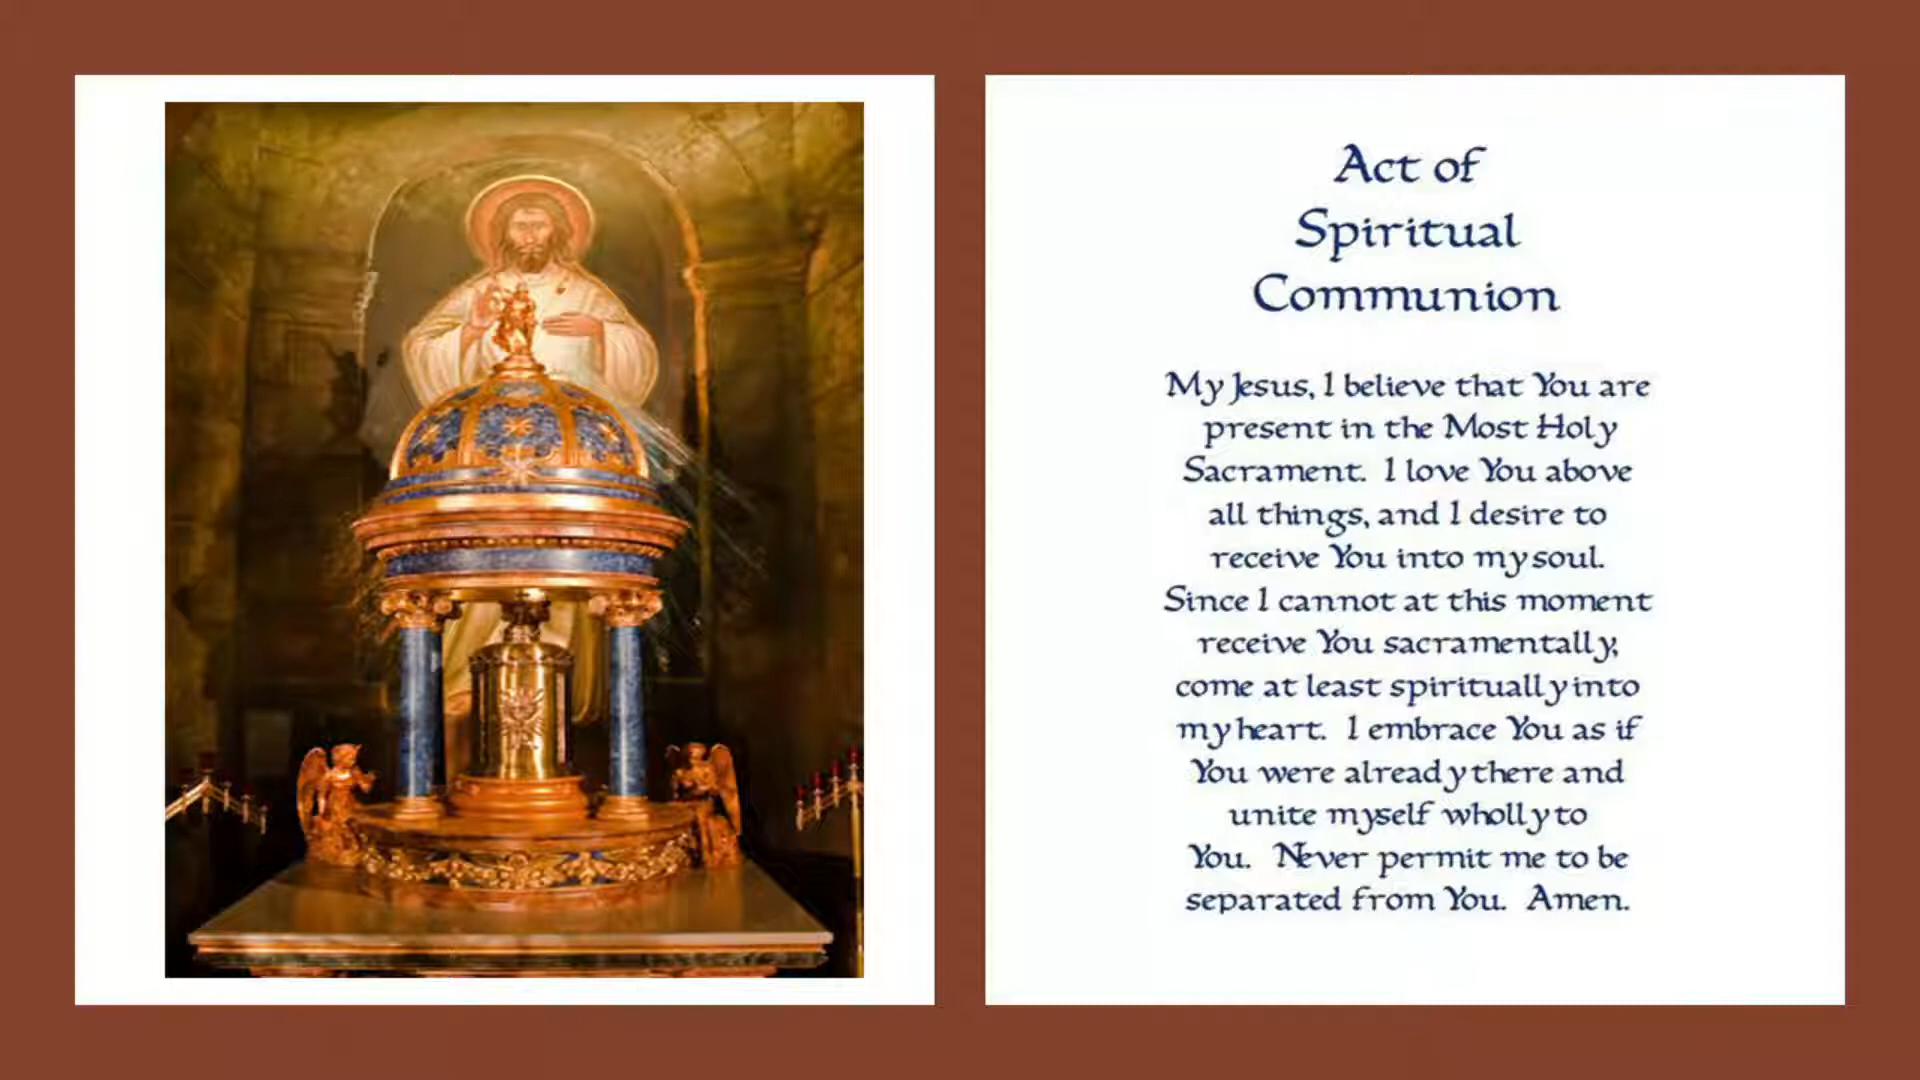 Act of
Spiritual
Communion
My Jesus, I believe that You are
present in the Most Holy
Sacrament. I love You above
all things, and I desire to
receive You into my soul.
Since I cannot at this moment
receive You sacramentally,
come at least spiritually into
my heart. I embrace You as if
You were already there and
unite myself wholly to
You. Never permit me to be
separated from You. Amen.